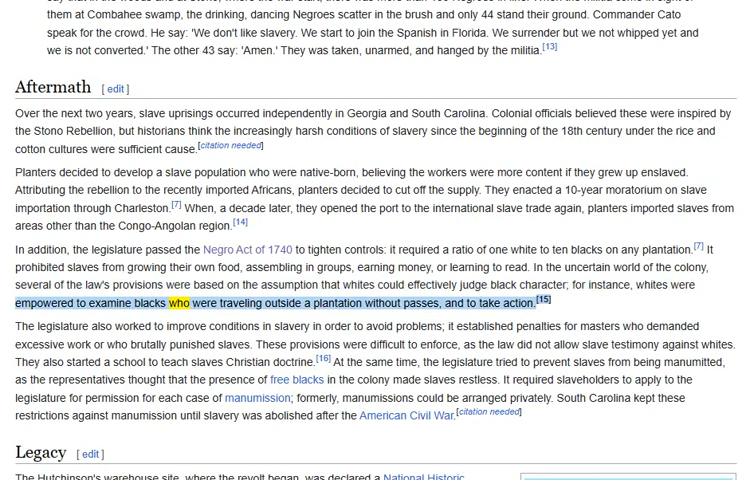 them at Combahee swamp, the drinking, dancing Negroes scatter in the brush and only 44 stand their ground. Commander Cato
speak for the crowd. He say: 'We don't like slavery. We start to join the Spanish in Florida. We surrender but we not whipped yet and
we is not converted.' The other 43 say: 'Amen.' They was taken, unarmed, and hanged by the militia.[13]
Aftermath [ edit ]
Over the next two years, slave uprisings occurred independently in Georgia and South Carolina. Colonial officials believed these were inspired by
the Stono Rebellion, but historians think the increasingly harsh conditions of slavery since the beginning of the 18th century under the rice and
cotton cultures were sufficient cause.[citation needed]
Planters decided to develop a slave population who were native-born, believing the workers were more content if they grew up enslaved.
Attributing the rebellion to the recently imported Africans, planters decided to cut off the supply. They enacted a 10-year moratorium on slave
importation through Charleston.[7] When, a decade later, they opened the port to the international slave trade again, planters imported slaves from
areas other than the Congo-Angolan region.[14]
In addition, the legislature passed the Negro Act of 1740 to tighten controls: it required a ratio of one white to ten blacks on any plantation.[7] It
prohibited slaves from growing their own food, assembling in groups, earning money, or learning to read. In the uncertain world of the colony,
several of the law's provisions were based on the assumption that whites could effectively judge black character; for instance, whites were
empowered to examine blacks who were traveling outside a plantation without passes, and to take action.[15]
The legislature also worked to improve conditions in slavery in order to avoid problems; it established penalties for masters who demanded
excessive work or who brutally punished slaves. These provisions were difficult to enforce, as the law did not allow slave testimony against whites.
They also started a school to teach slaves Christian doctrine.[16] At the same time, the legislature tried to prevent slaves from being manumitted,
as the representatives thought that the presence of free blacks in the colony made slaves restless. It required slaveholders to apply to the
legislature for permission for each case of manumission; formerly, manumissions could be arranged privately. South Carolina kept these
restrictions against manumission until slavery was abolished after the American Civil War.[citation needed]
Legacy [ edit ]
The Hutchinson's warehouse site, where the revolt began, was declared a National Historic